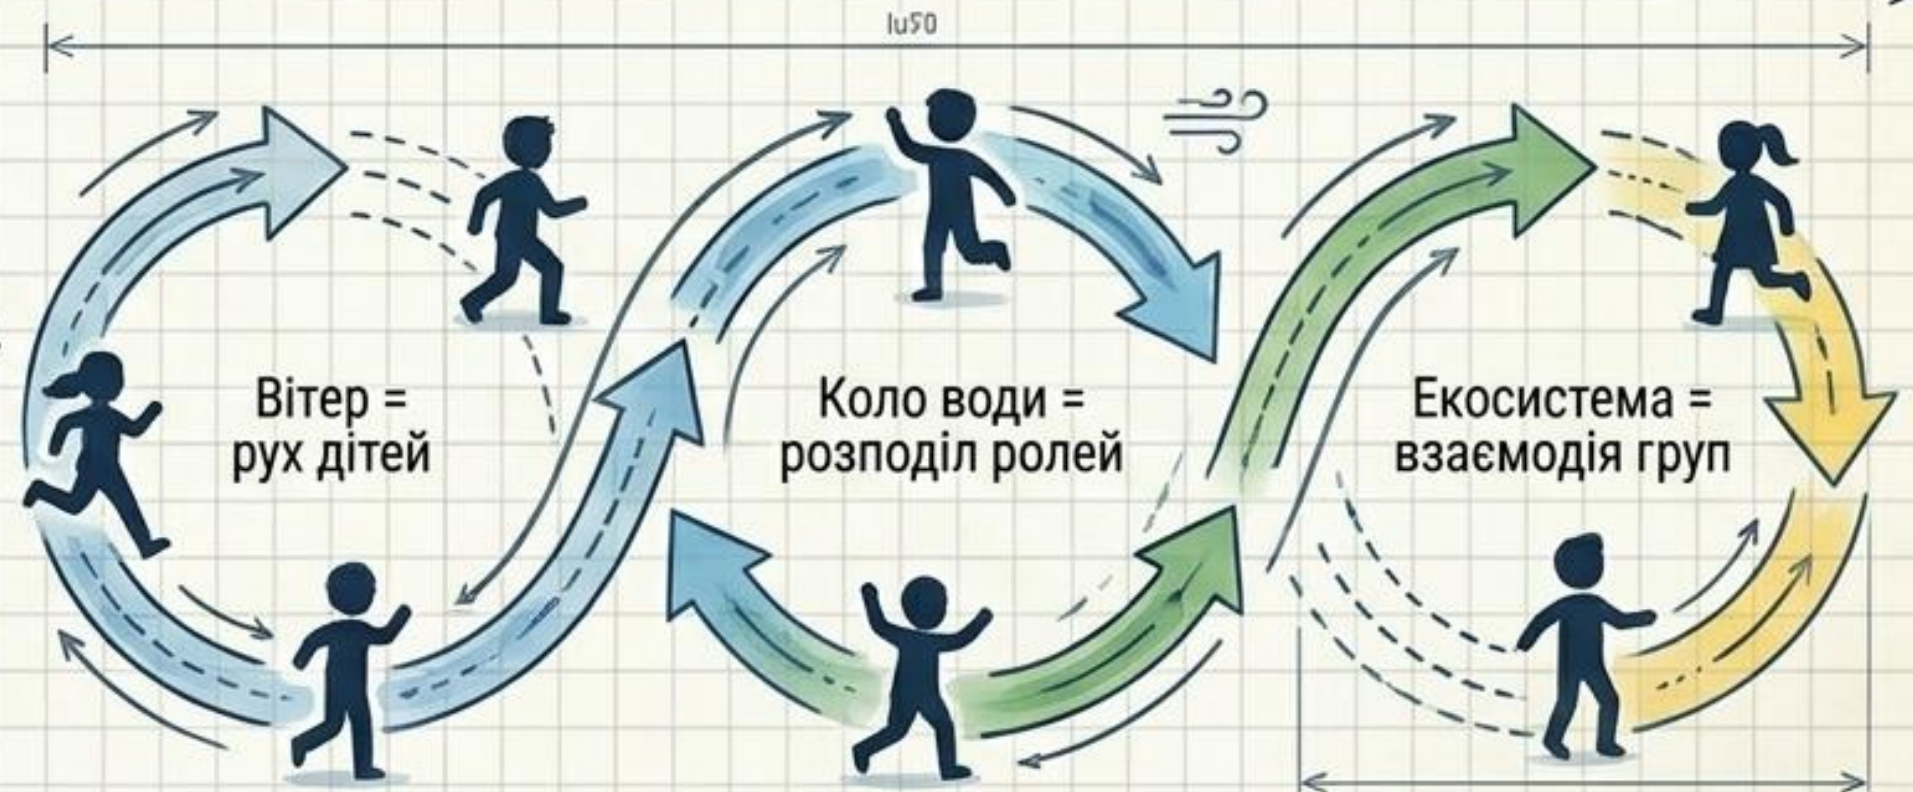 Вітер =
рух дітей
Коло води =
розподіл ролей
Екосистема =
взаємодія груп